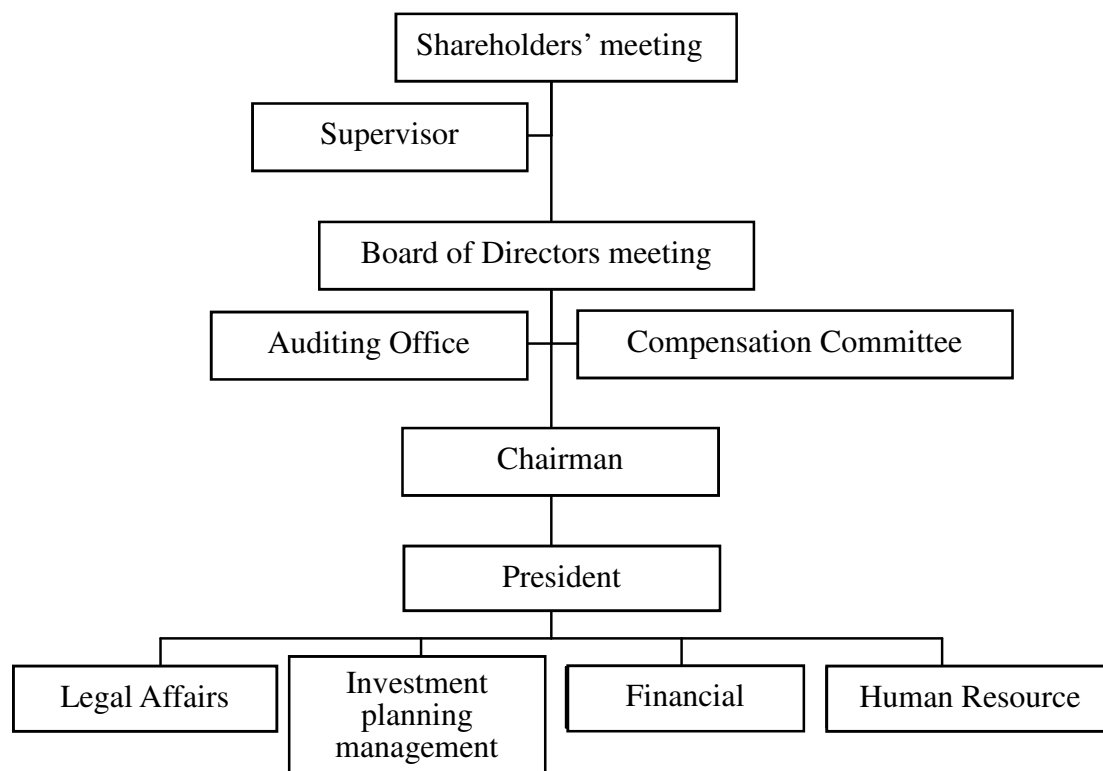 Shareholders’ meeting
Supervisor
Board of Directors meeting
Auditing Office
Compensation Committee
Chairman
President
Legal Affairs
Investment
planning
management
Financial
Human Resource